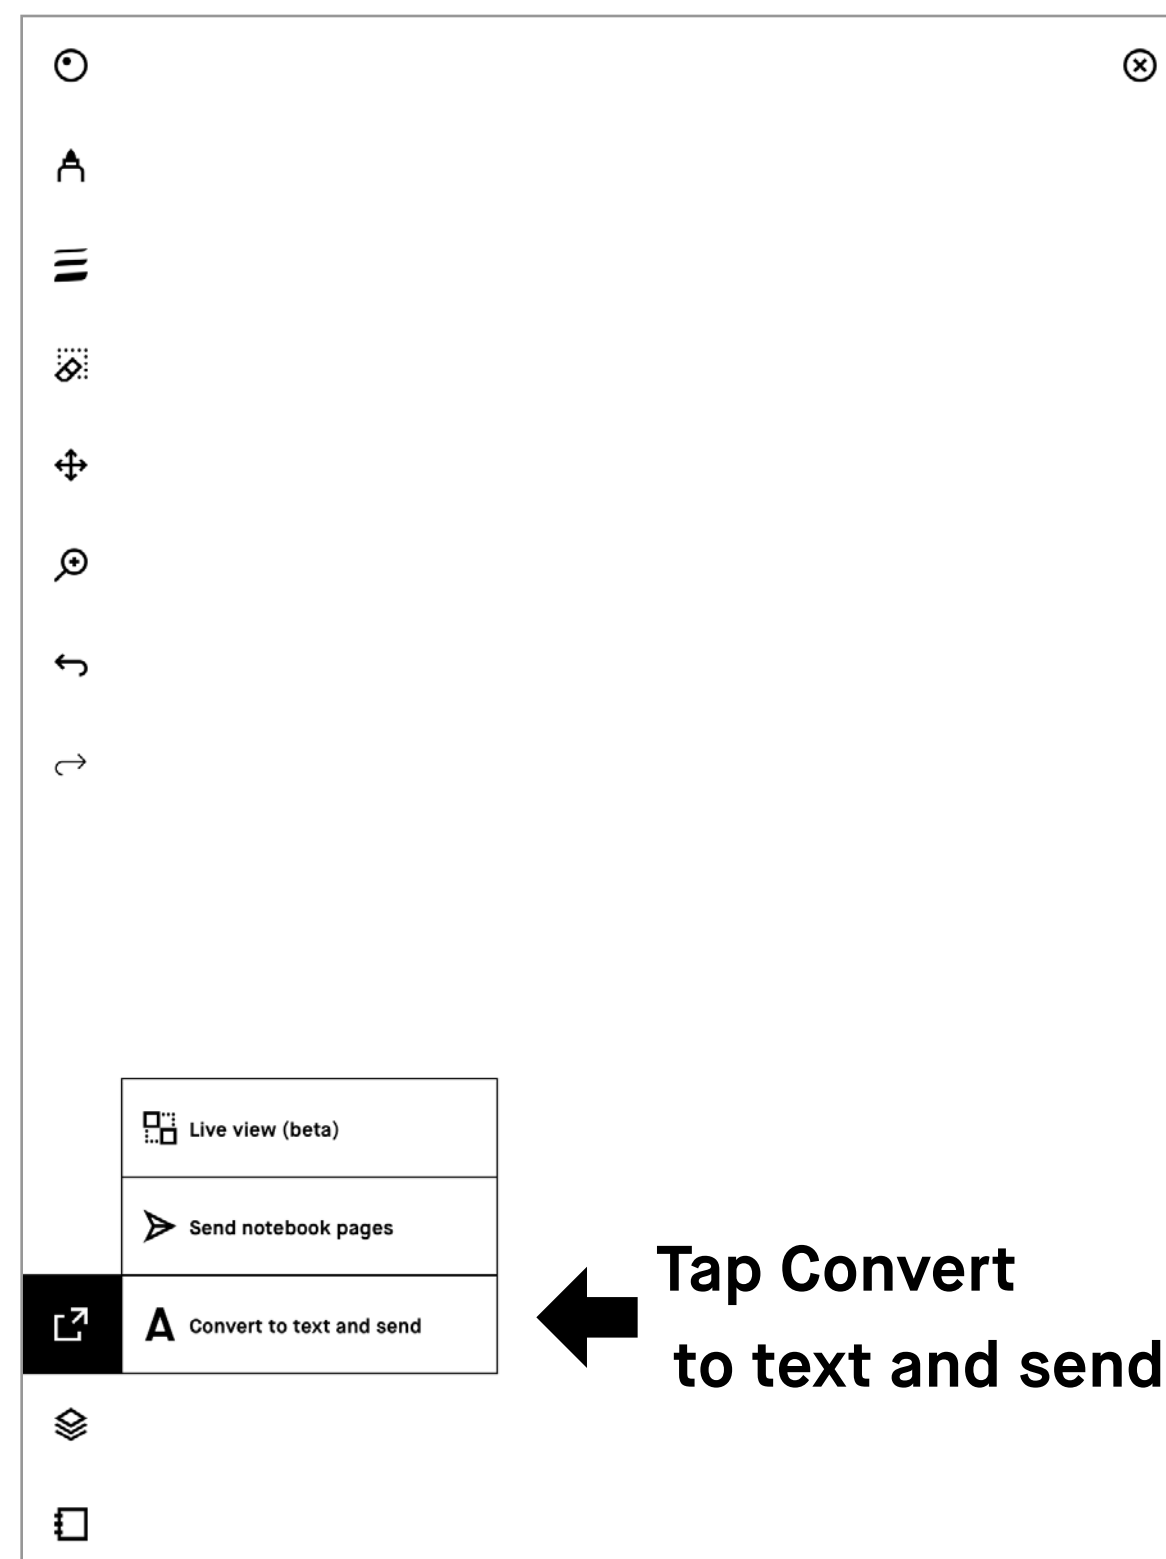 Live view (beta)
Send notebook pages
Convert to text and send
Tap Convert
to text and send